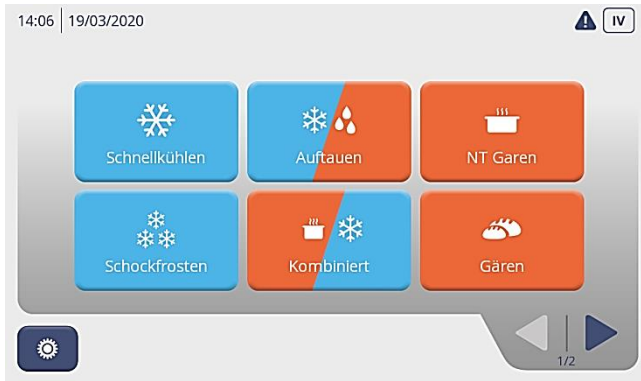 14:06 19/03/2020 IV
Schnellkühlen Auftauen NT Garen
Schockfrosten Kombiniert Gären
1/2